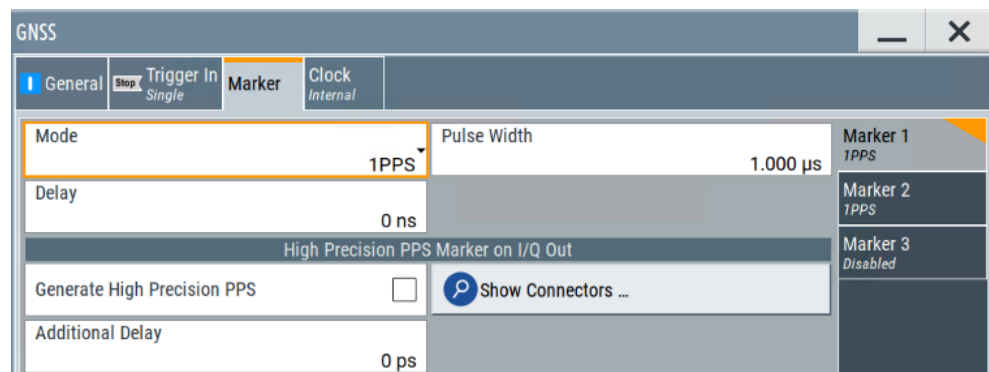 GNSS
General
Stop
Trigger In
Single
Marker
Clock
Internal
Mode
1PPS
Pulse Width
1.000 µs
Delay
0 ns
High Precision PPS Marker on I/Q Out
Generate High Precision PPS
Show Connectors ...
Additional Delay
0 ps
Marker 1
1PPS
Marker 2
1PPS
Marker 3
Disabled